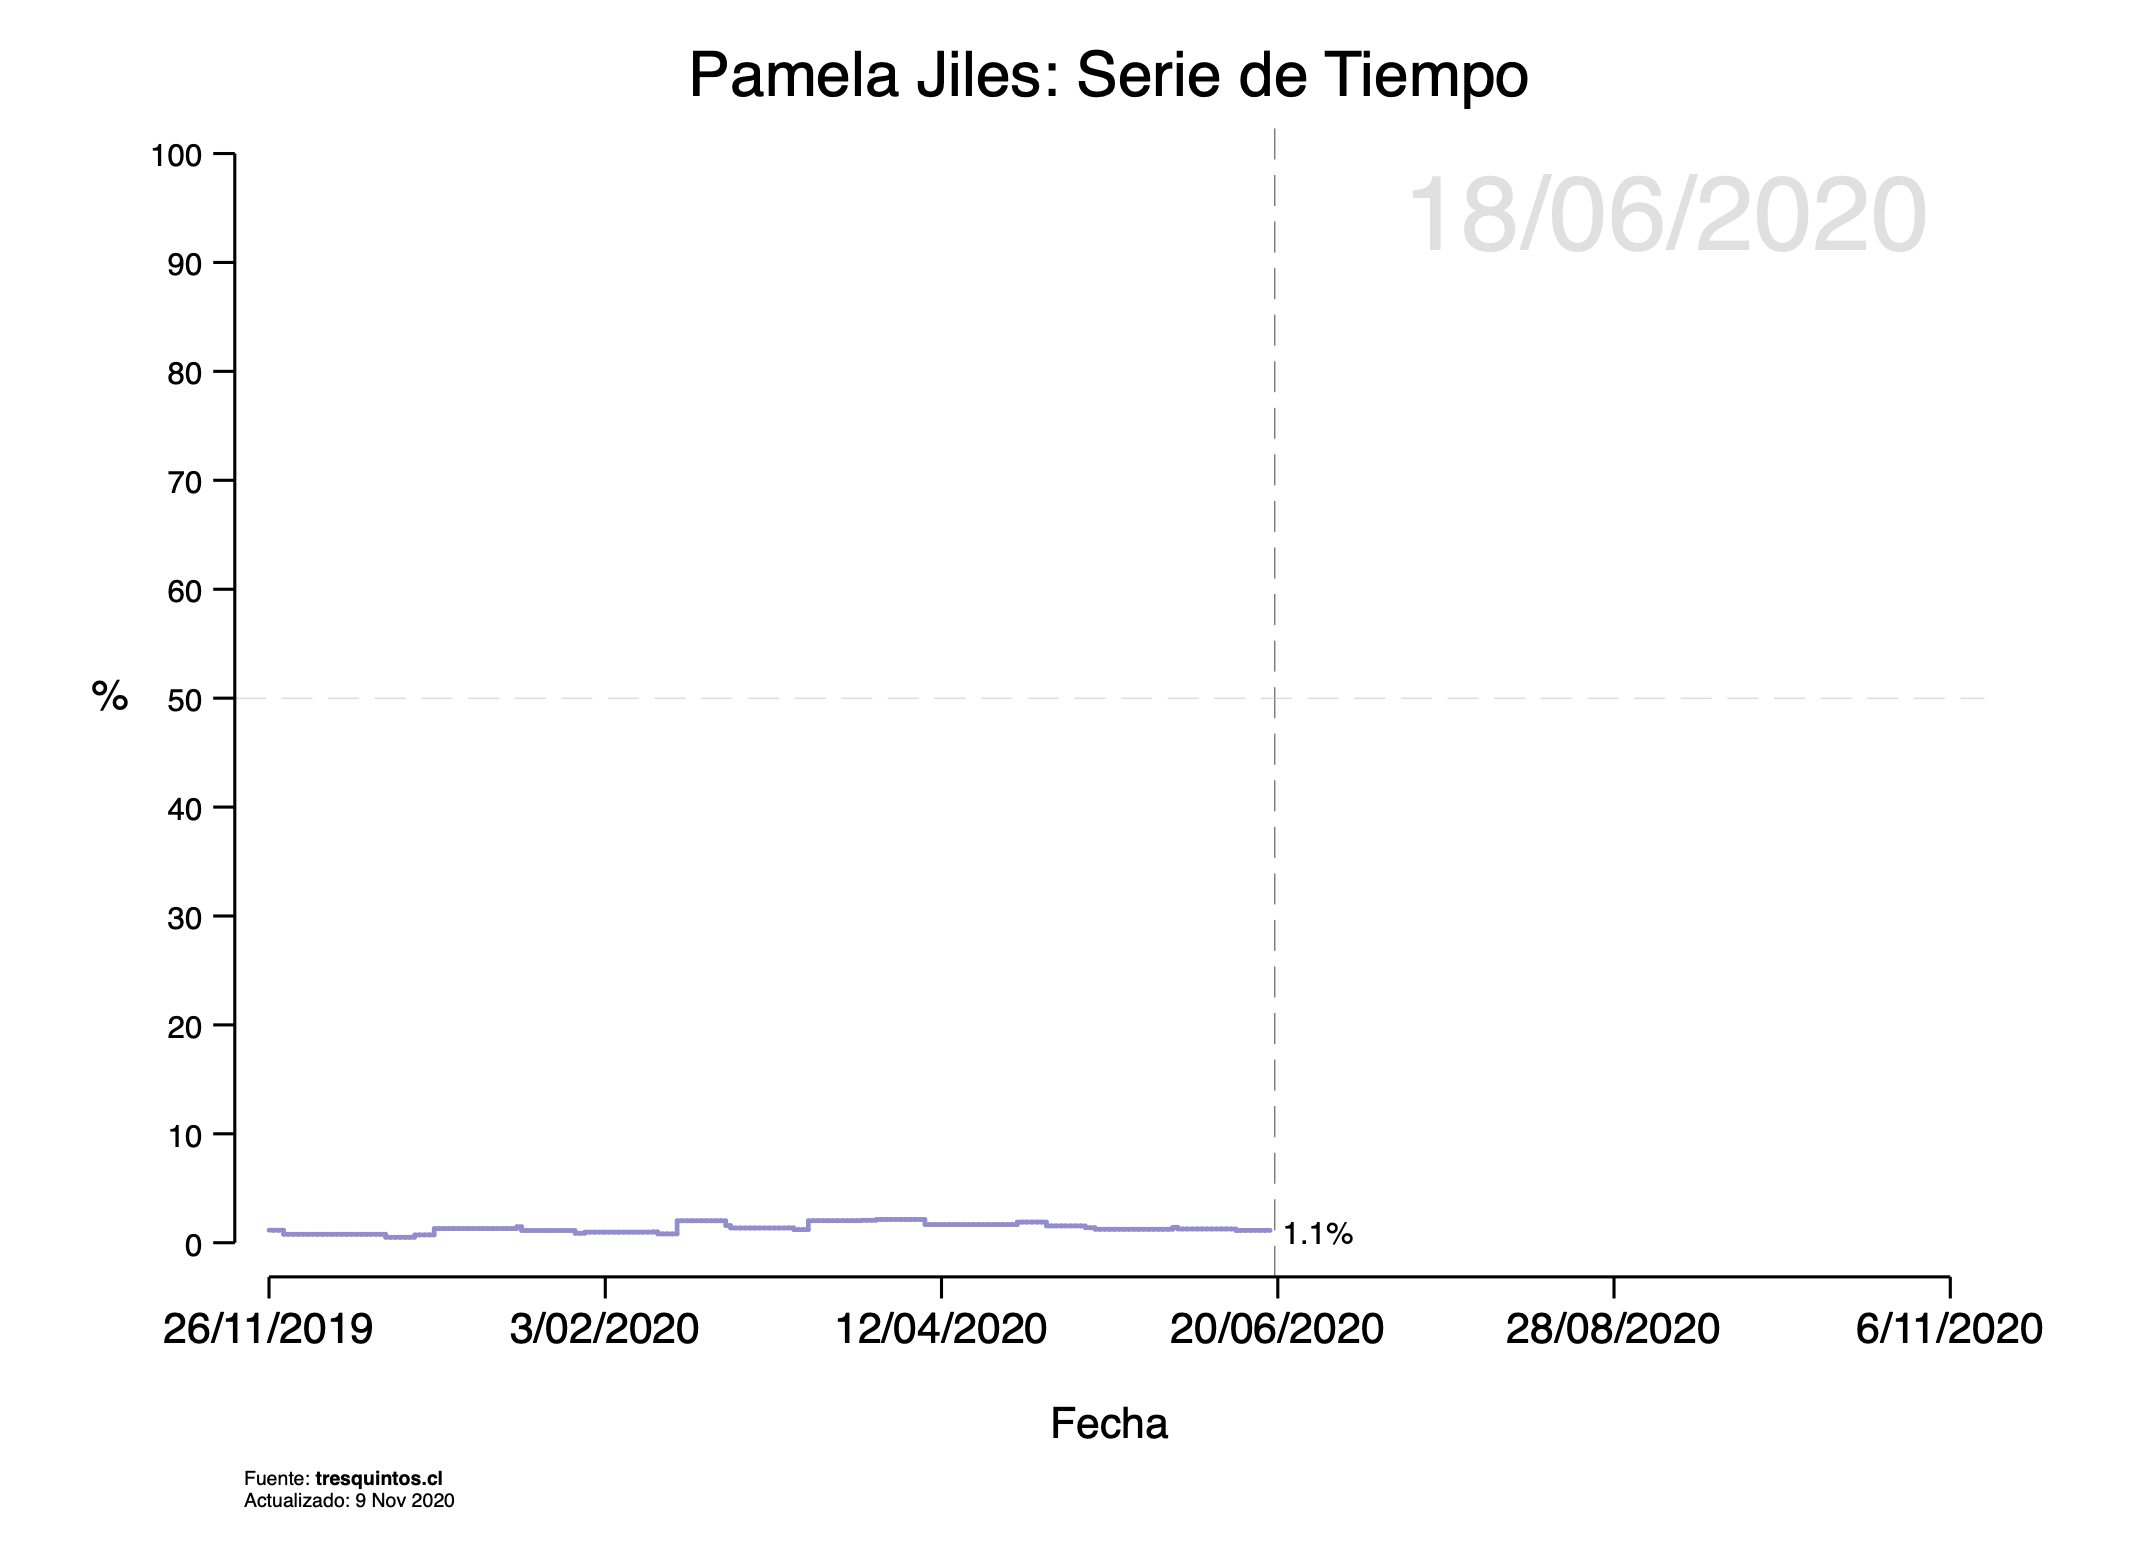 Pamela Jiles: Serie de Tiempo
18/06/2020
100
90
80
70
60
50
40
30
20
10
0
%
1.1%
26/11/2019 3/02/2020 12/04/2020 20/06/2020 28/08/2020 6/11/2020
Fecha
Fuente: tresquintos.cl
Actualizado: 9 Nov 2020